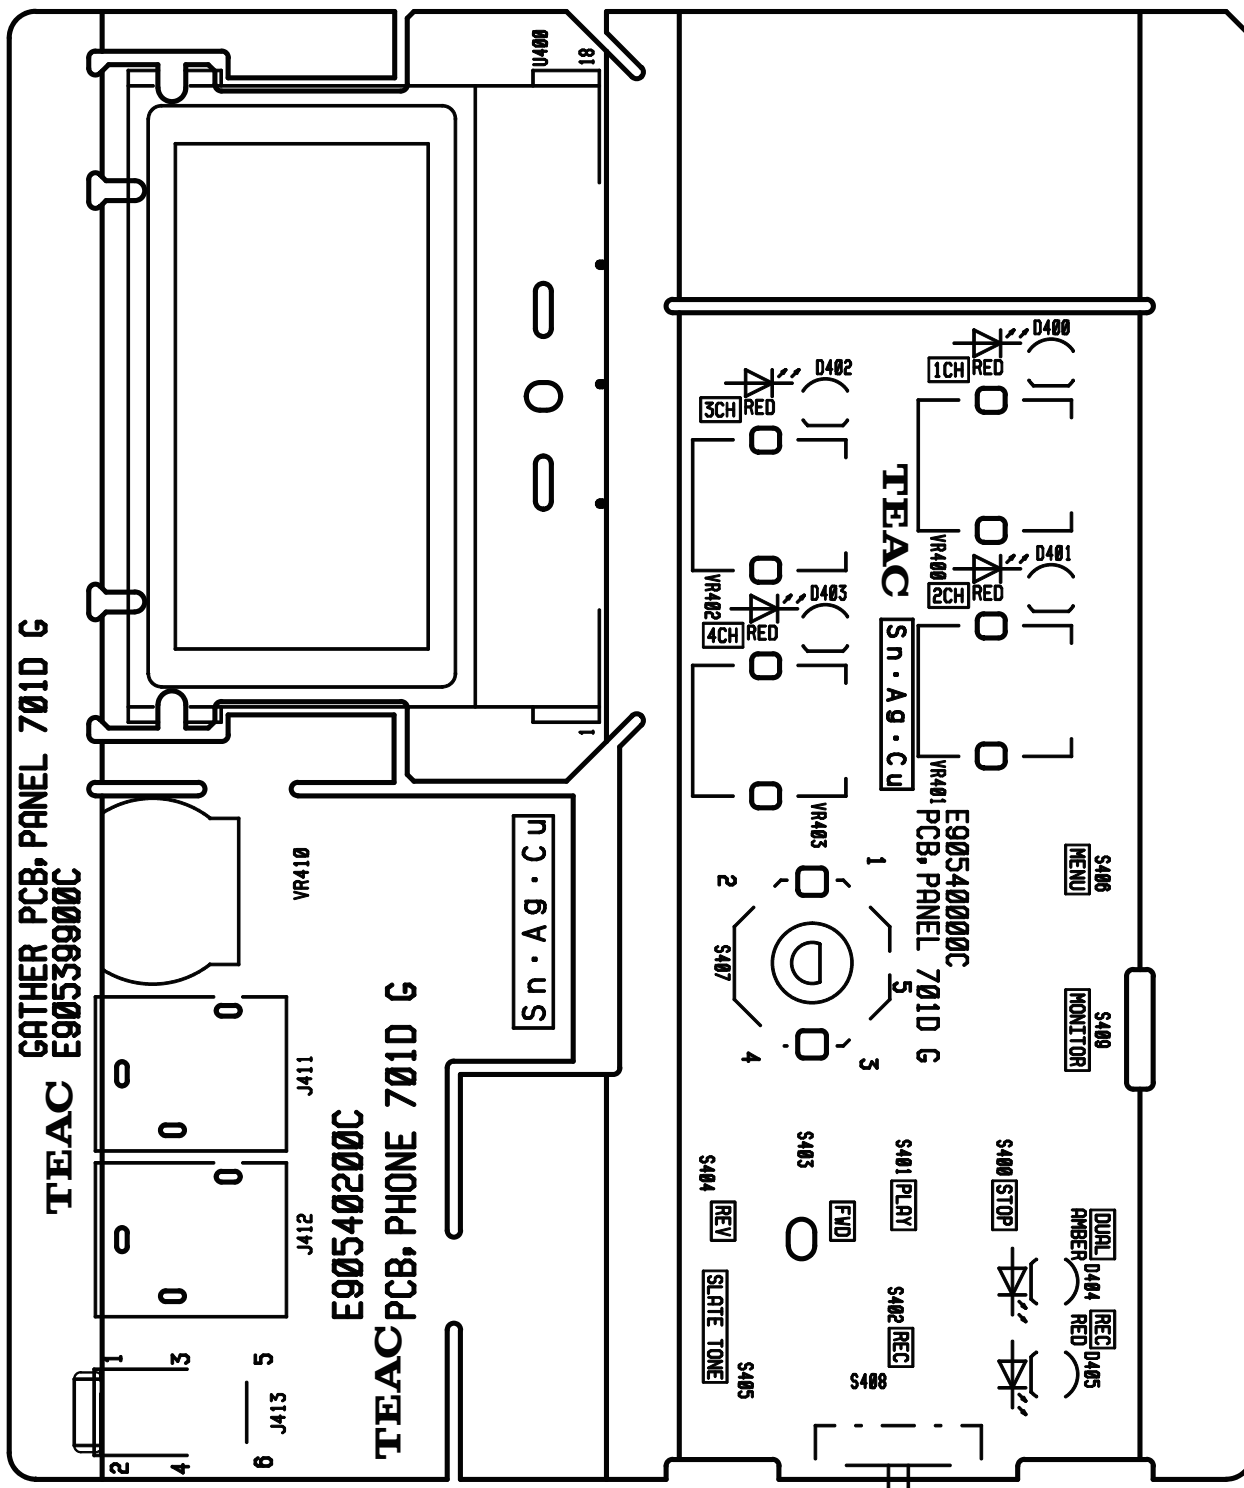 U400
18
1
GATHER PCB, PANEL 701D G
E90539900C
TEAC
VR410
Sn·Ag·Cu
J411
J412
E90540200C
PCB, PHONE 701D G
TEAC
1
3
5
J413
2
4
6
D400
1CH RED
D402
3CH RED
TEAC
VR400
D401
2CH RED
VR402
D403
4CH RED
Sn·Ag·Cu
VR401
VR403
E90540000C
PCB, PANEL 701D G
S406
MENU
1
2
S407
5
4
3
S409
MONITOR
S404
REV
S403
FWD
S401
PLAY
S400
STOP
DUAL
AMBER
D404
SLATE TONE
S405
S402
REC
S408
REC
RED
D405